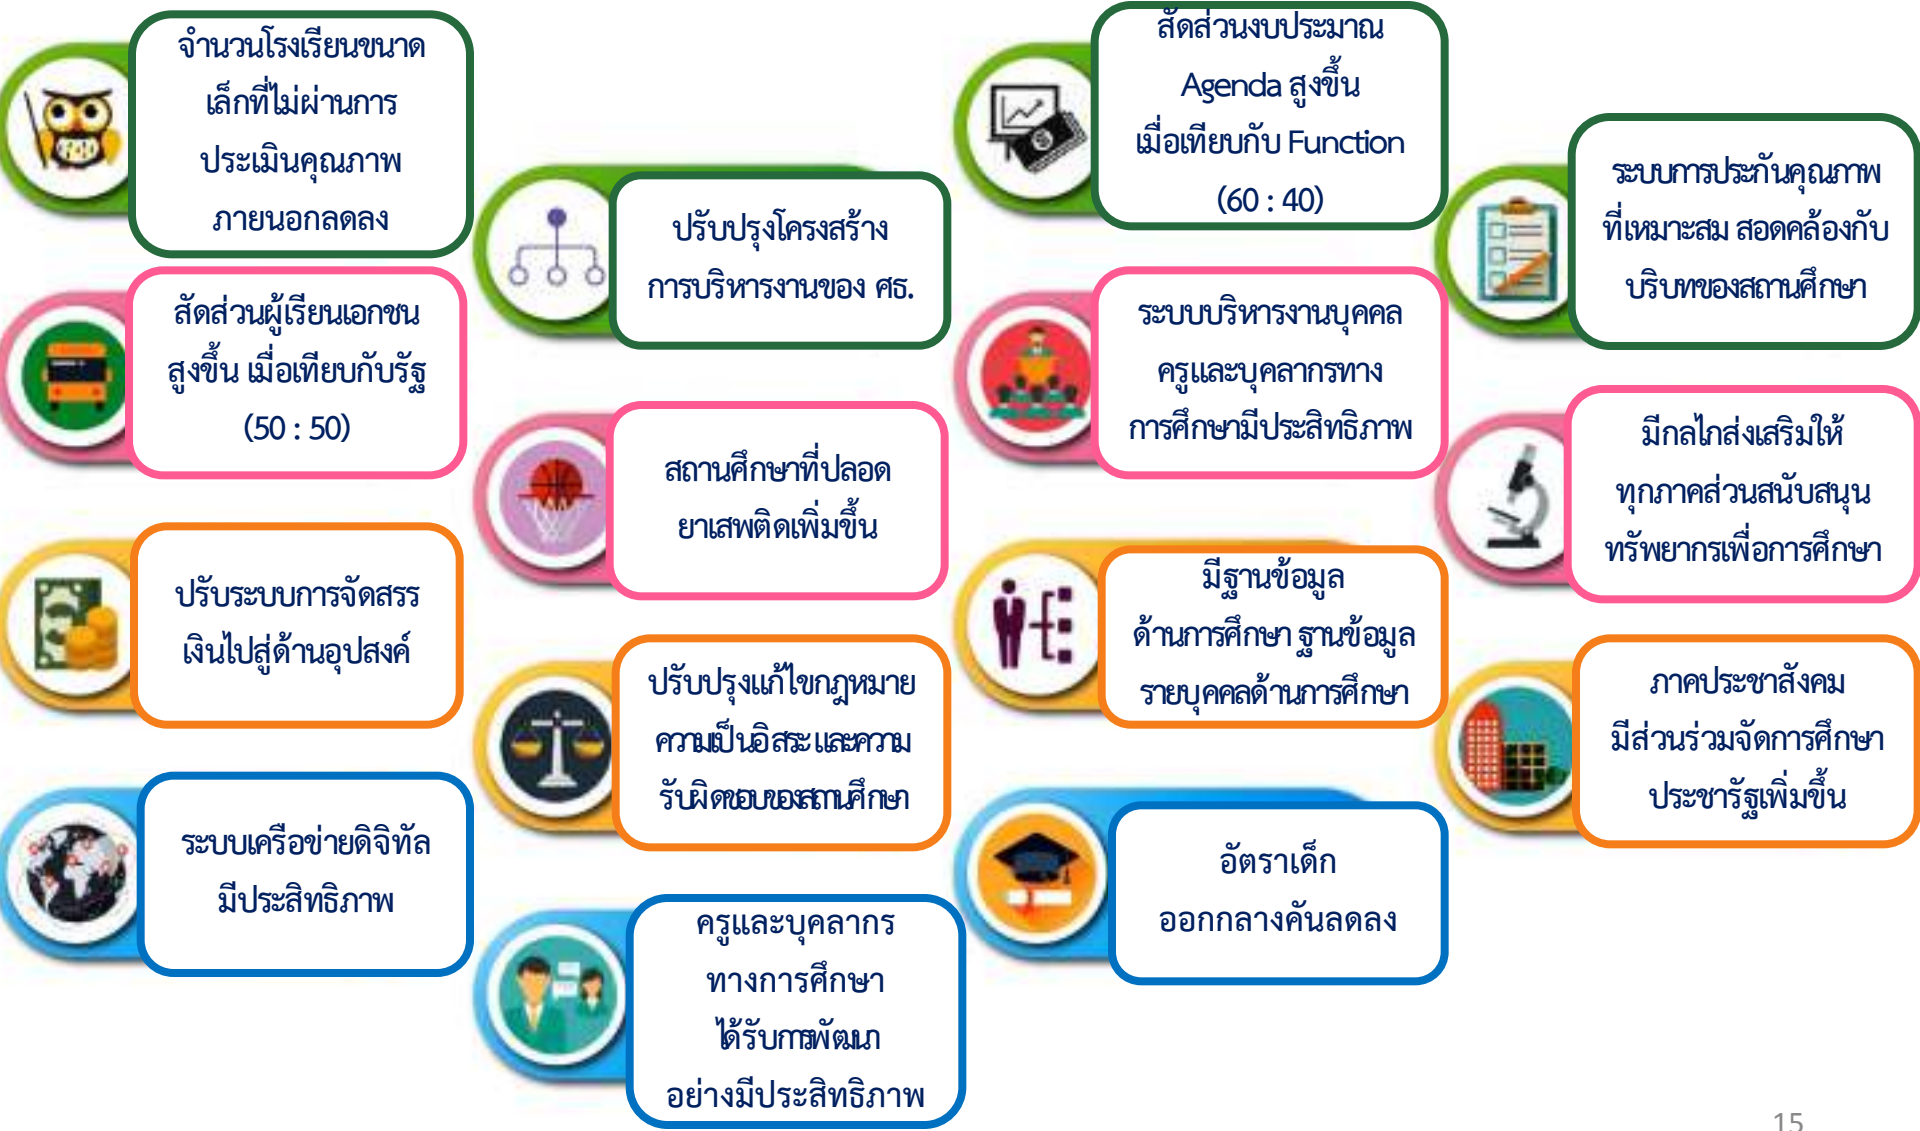 จำนวนโรงเรียนขนาด
เล็กที่ไม่ผ่านการ
ประเมินคุณภาพ
ภายนอกลดลง
สัดส่วนผู้เรียนเอกชน
สูงขึ้น เมื่อเทียบกับรัฐ
(50 : 50)
ปรับระบบการจัดสรร
เงินไปสู่ด้านอุปสงค์
ระบบเครือข่ายดิจิทัล
มีประสิทธิภาพ
ปรับปรุงโครงสร้าง
การบริหารงานของ ศธ.
สถานศึกษาที่ปลอด
ยาเสพติดเพิ่มขึ้น
ปรับปรุงแก้ไขกฎหมาย
ความเป็นอิสระและความ
รับผิดชอบของสถานศึกษา
ครูและบุคลากร
ทางการศึกษา
ได้รับการพัฒนา
อย่างมีประสิทธิภาพ
สัดส่วนงบประมาณ
Agenda สูงขึ้น
เมื่อเทียบกับ Function
(60 : 40)
ระบบบริหารงานบุคคล
ครูและบุคลากรทาง
การศึกษามีประสิทธิภาพ
มีฐานข้อมูล
ด้านการศึกษา ฐานข้อมูล
รายบุคคลด้านการศึกษา
อัตราเด็ก
ออกกลางคันลดลง
ระบบการประกันคุณภาพ
ที่เหมาะสม สอดคล้องกับ
บริบทของสถานศึกษา
มีกลไกส่งเสริมให้
ทุกภาคส่วนสนับสนุน
ทรัพยากรเพื่อการศึกษา
ภาคประชาสังคม
มีส่วนร่วมจัดการศึกษา
ประชารัฐเพิ่มขึ้น
15